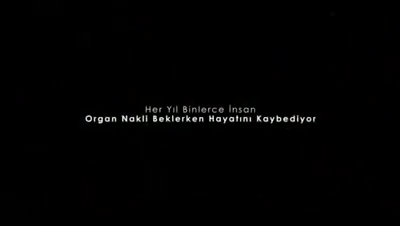 Her Yıl Binlerce İnsan
Organ Nakli Beklerken Hayatını Kaybediyor